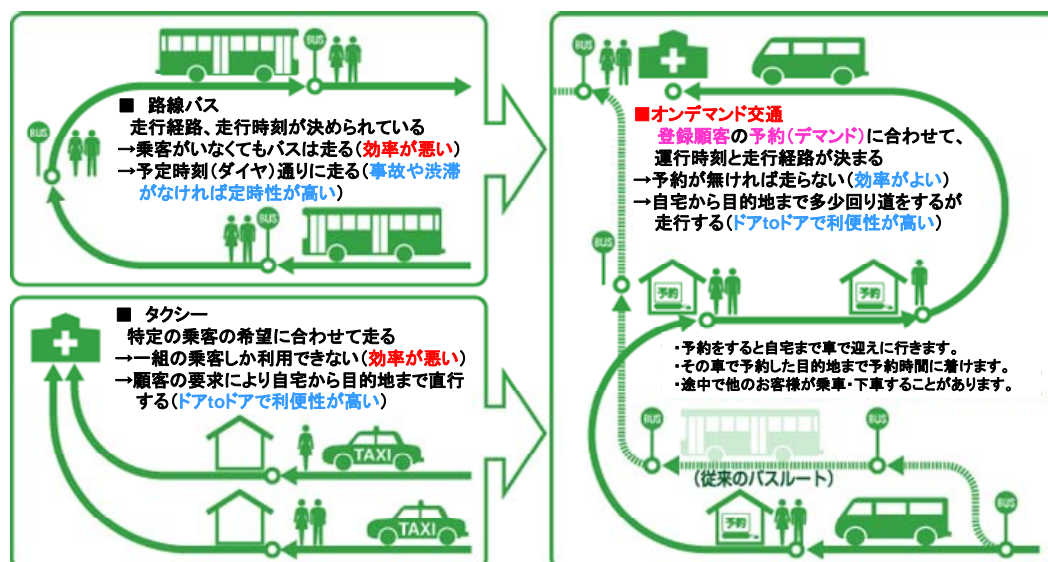 BUS
■ 路線バス
走行経路、走行時刻が決められている
→乗客がいなくてもバスは走る(効率が悪い)
→予定時刻(ダイヤ)通りに走る(事故や渋滞
がなければ定時性が高い)
BUS
BUS
■ タクシー
特定の乗客の希望に合わせて走る
→一組の乗客しか利用できない(効率が悪い)
→顧客の要求により自宅から目的地まで直行
する(ドアtoドアで利便性が高い)
TAXI
TAXI
BUS
■オンデマンド交通
登録顧客の予約(デマンド)に合わせて、
運行時刻と走行経路が決まる
→予約が無ければ走らない(効率がよい)
→自宅から目的地まで多少回り道をするが
走行する(ドアtoドアで利便性が高い)
BUS
予約
予約
・予約をすると自宅まで車で迎えに行きます。
・その車で予約した目的地まで予約時間に着けます。
・途中で他のお客様が乗車・下車することがあります。
BUS
BUS
(従来のバスルート)
BUS
予約